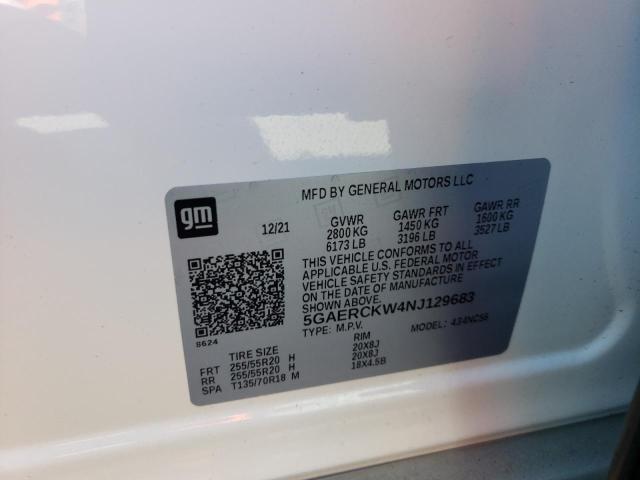 MFD BY GENERAL MOTORS LLC
gm
12/21
GVWR GAWR FRT GAWR RR
2800 KG 1450 KG 1600 KG
6173 LB 3196 LB 3527 LB
THIS VEHICLE CONFORMS TO ALL
APPLICABLE U.S. FEDERAL MOTOR
VEHICLE SAFETY STANDARDS IN EFFECT
ON THE DATE OF MANUFACTURE
SHOWN ABOVE.
5GAERCKW4NJ129683
TYPE: M.P.V. MODEL: 434NC56
8624
TIRE SIZE RIM
FRT 255/55R20 H 20X8J
RR 255/55R20 H 20X8J
SPA T135/70R18 M 18X4.5B